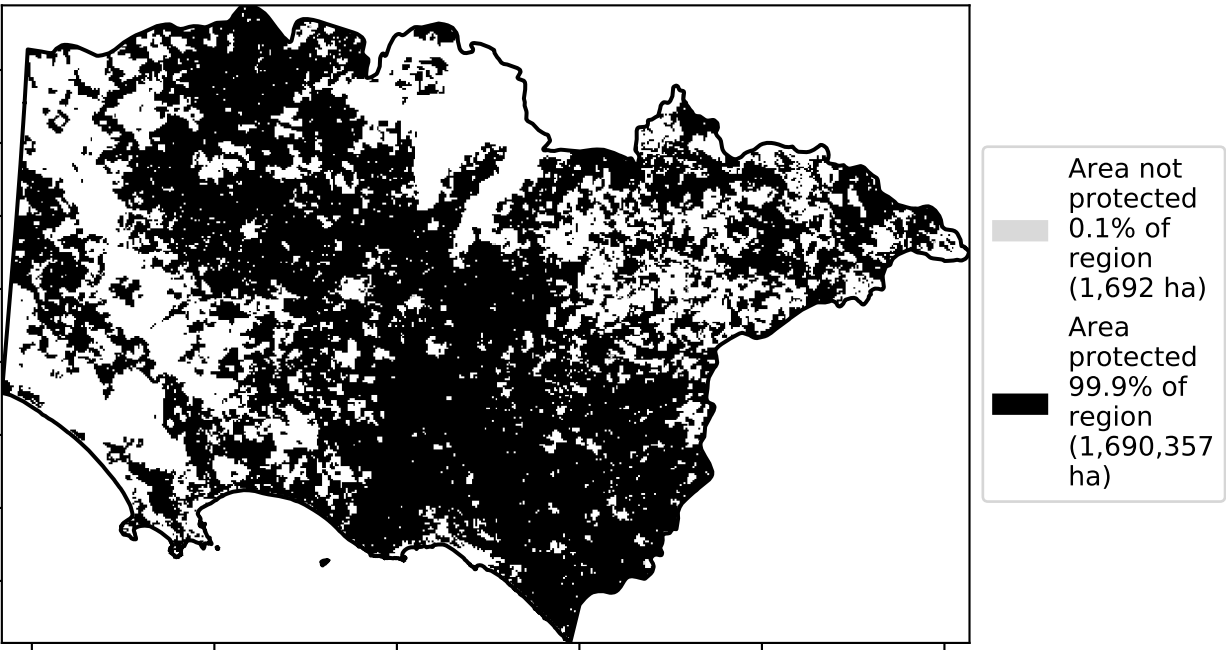 Area not
protected
0.1% of
region
(1,692 ha)
Area
protected
99.9% of
region
(1,690,357
ha)